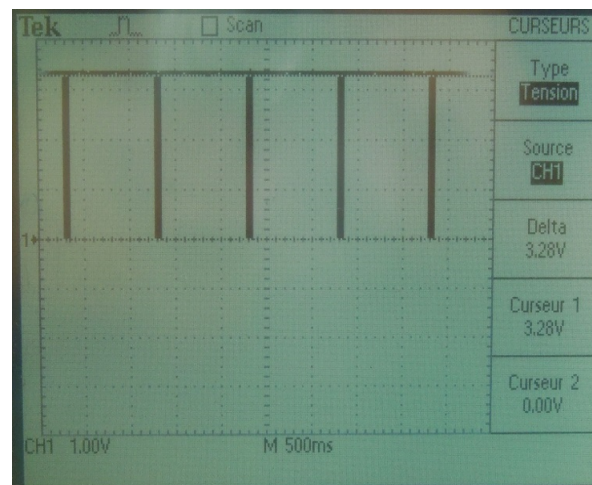 Tek Scan CURSEURS
Type
Tension
Source
CH1
1
Delta
3.28V
Curseur 1
3.28V
Curseur 2
0.00V
CH1 1.00V M 500ms